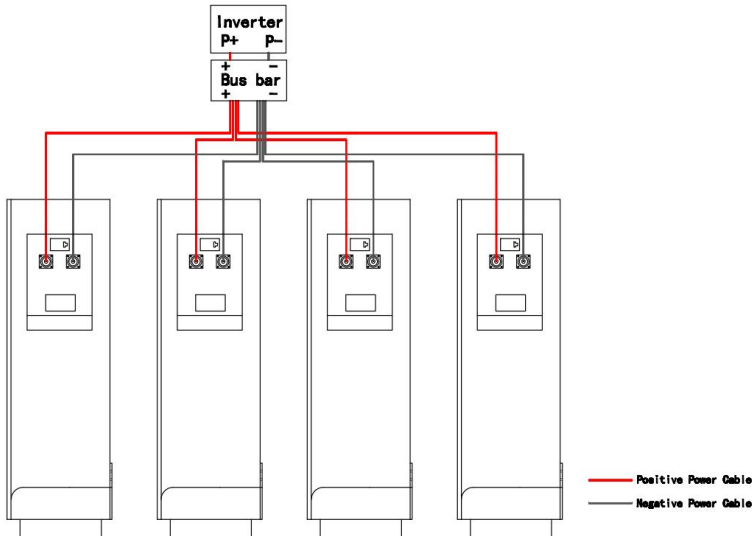 Inverter
P+ P-
+ -
Bus bar
+ -
Positive Power Cable
Negative Power Cable